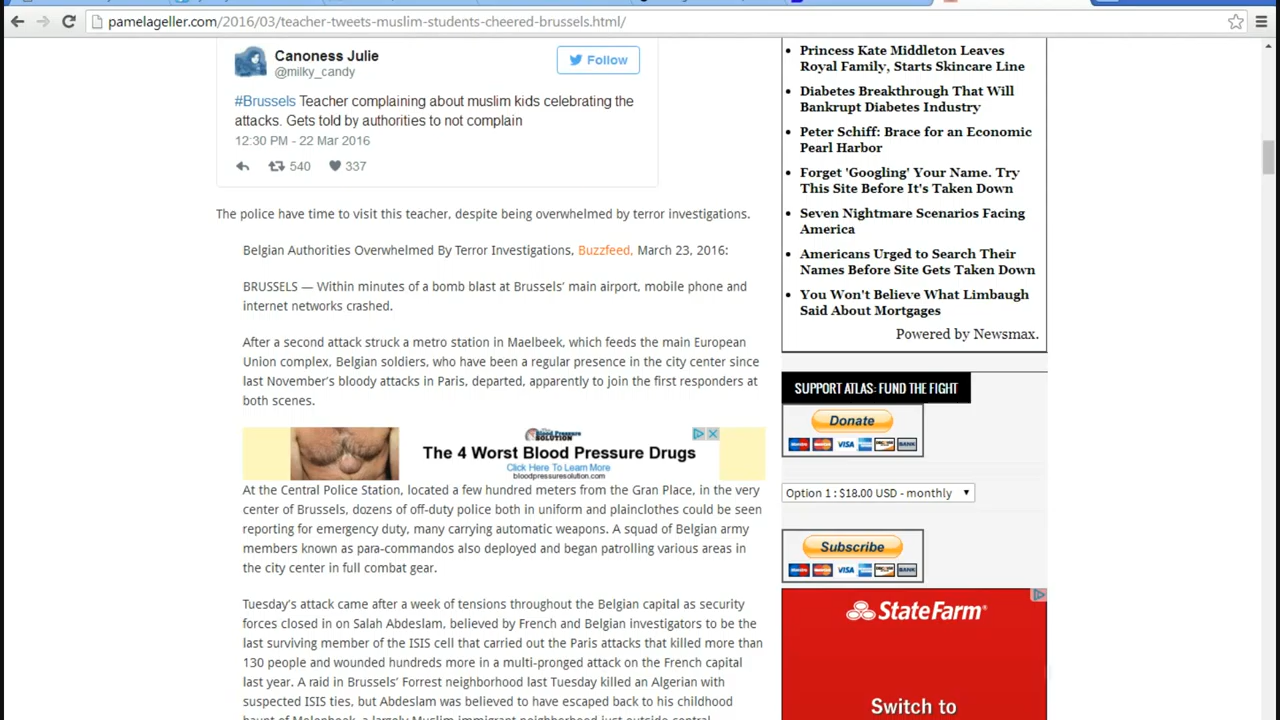 pamelageller.com/2016/03/teacher-tweets-muslim-students-cheered-brussels.html/
Canoness Julie
@milky_candy
Follow
#Brussels Teacher complaining about muslim kids celebrating the
attacks. Gets told by authorities to not complain
12:30 PM - 22 Mar 2016
540
337
The police have time to visit this teacher, despite being overwhelmed by terror investigations.
Belgian Authorities Overwhelmed By Terror Investigations, Buzzfeed, March 23, 2016:
BRUSSELS — Within minutes of a bomb blast at Brussels’ main airport, mobile phone and
internet networks crashed.
After a second attack struck a metro station in Maelbeek, which feeds the main European
Union complex, Belgian soldiers, who have been a regular presence in the city center since
last November’s bloody attacks in Paris, departed, apparently to join the first responders at
both scenes.
Blood Pressure
SOLUTION
The 4 Worst Blood Pressure Drugs
Click Here To Learn More
bloodpressuresolution.com
At the Central Police Station, located a few hundred meters from the Gran Place, in the very
center of Brussels, dozens of off-duty police both in uniform and plainclothes could be seen
reporting for emergency duty, many carrying automatic weapons. A squad of Belgian army
members known as para-commandos also deployed and began patrolling various areas in
the city center in full combat gear.
Tuesday’s attack came after a week of tensions throughout the Belgian capital as security
forces closed in on Salah Abdeslam, believed by French and Belgian investigators to be the
last surviving member of the ISIS cell that carried out the Paris attacks that killed more than
130 people and wounded hundreds more in a multi-pronged attack on the French capital
last year. A raid in Brussels’ Forrest neighborhood last Tuesday killed an Algerian with
suspected ISIS ties, but Abdeslam was believed to have escaped back to his childhood
haunt of Molenbeek, a largely Muslim immigrant neighborhood just outside central
Princess Kate Middleton Leaves
Royal Family, Starts Skincare Line
Diabetes Breakthrough That Will
Bankrupt Diabetes Industry
Peter Schiff: Brace for an Economic
Pearl Harbor
Forget 'Googling' Your Name. Try
This Site Before It's Taken Down
Seven Nightmare Scenarios Facing
America
Americans Urged to Search Their
Names Before Site Gets Taken Down
You Won't Believe What Limbaugh
Said About Mortgages
Powered by Newsmax.
SUPPORT ATLAS: FUND THE FIGHT
Donate
VISA
BANK
Option 1 : $18.00 USD - monthly
Subscribe
VISA
BANK
StateFarm®
Switch to